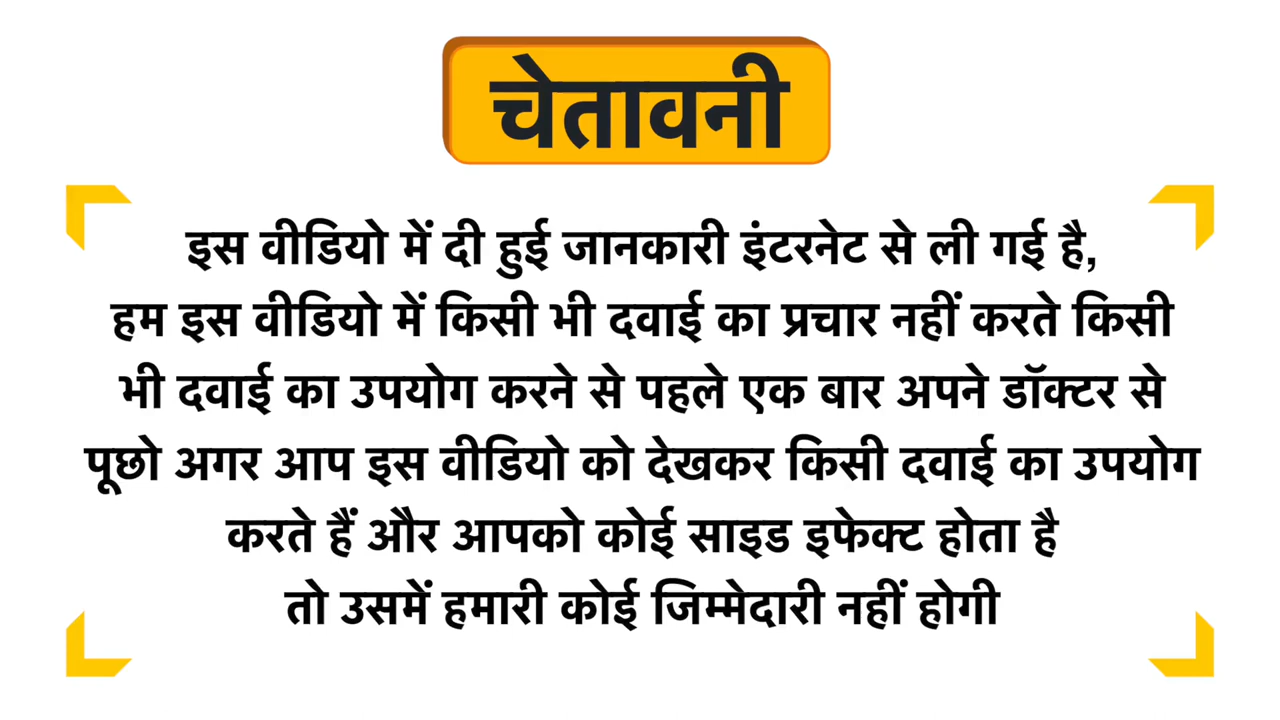 चेतावनी
इस वीडियो में दी हुई जानकारी इंटरनेट से ली गई है,
हम इस वीडियो में किसी भी दवाई का प्रचार नहीं करते किसी
भी दवाई का उपयोग करने से पहले एक बार अपने डॉक्टर से
पूछो अगर आप इस वीडियो को देखकर किसी दवाई का उपयोग
करते हैं और आपको कोई साइड इफेक्ट होता है
तो उसमें हमारी कोई जिम्मेदारी नहीं होगी